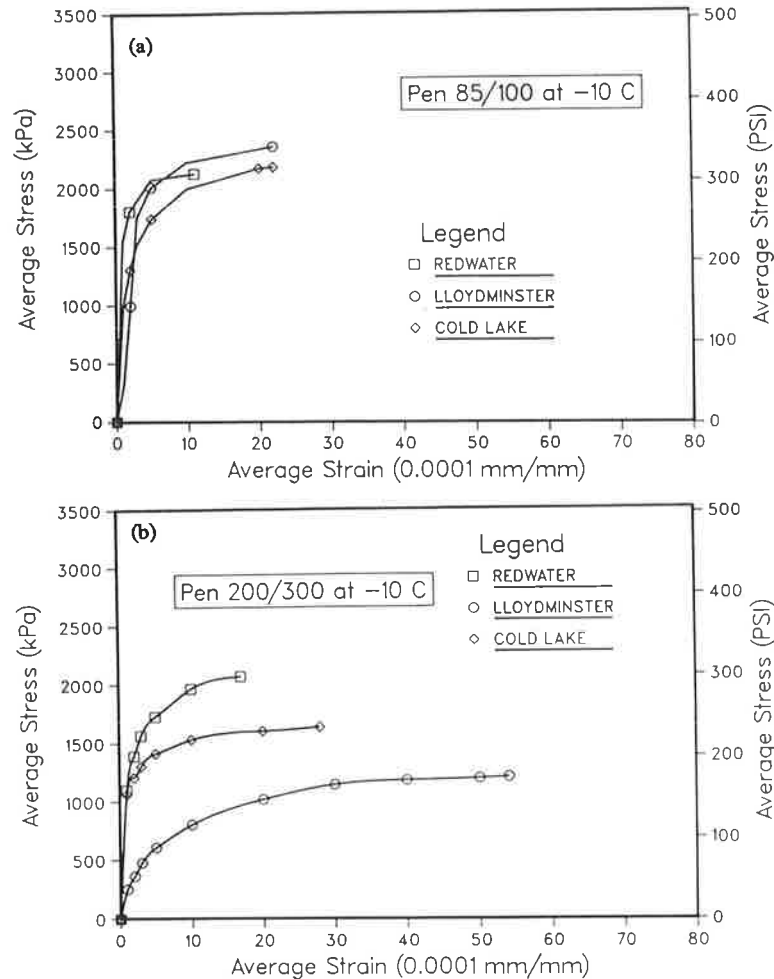 (a)
Pen 85/100 at −10 C
Average Stress (kPa)
3500
3000
2500
2000
1500
1000
500
0
500
400
300
200
100
0
Average Stress (PSI)
Legend
REDWATER
LLOYDMINSTER
COLD LAKE
0 10 20 30 40 50 60 70 80
Average Strain (0.0001 mm/mm)
(b)
Pen 200/300 at −10 C
Average Stress (kPa)
3500
3000
2500
2000
1500
1000
500
0
500
400
300
200
100
0
Average Stress (PSI)
Legend
REDWATER
LLOYDMINSTER
COLD LAKE
0 10 20 30 40 50 60 70 80
Average Strain (0.0001 mm/mm)